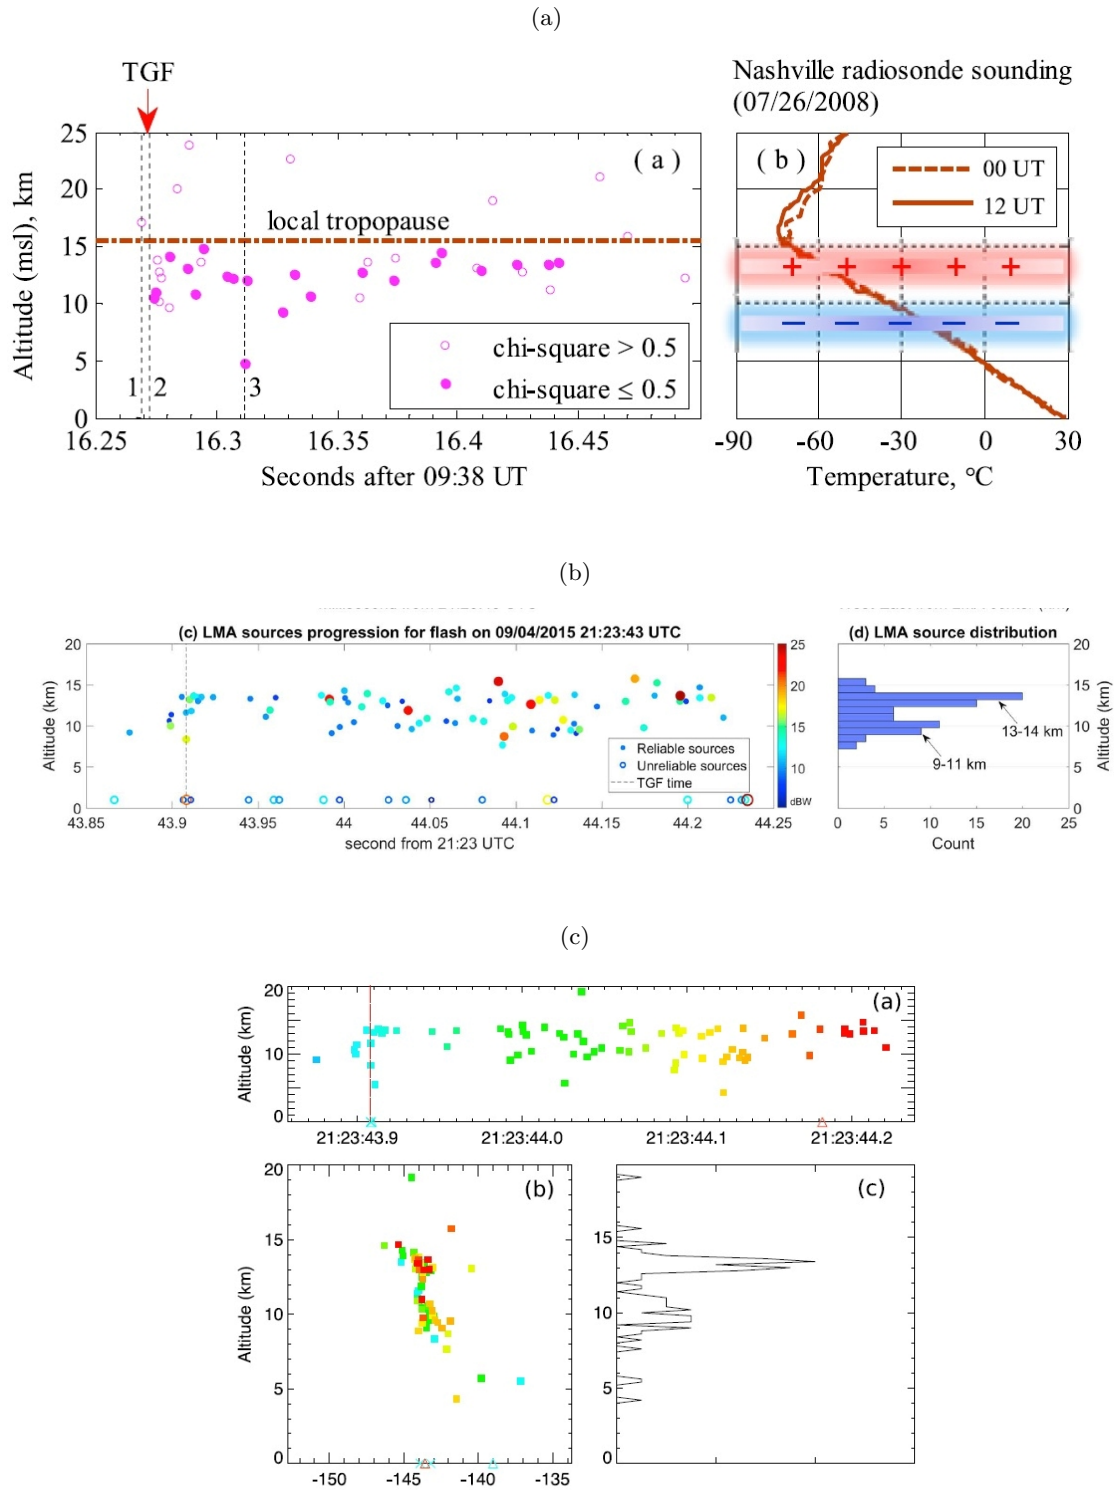 (a)
TGF
Nashville radiosonde sounding
(07/26/2008)
25
20
15
10
5
0
Altitude (msl), km
( a )
local tropopause
chi-square > 0.5
chi-square ≤ 0.5
1
2
3
16.25
16.3
16.35
16.4
16.45
Seconds after 09:38 UT
( b )
00 UT
12 UT
-90
-60
-30
0
30
Temperature, °C
(b)
(c) LMA sources progression for flash on 09/04/2015 21:23:43 UTC
20
15
10
5
0
Altitude (km)
Reliable sources
Unreliable sources
TGF time
25
20
15
10
dBW
43.85
43.9
43.95
44
44.05
44.1
44.15
44.2
44.25
second from 21:23 UTC
(d) LMA source distribution
20
15
10
5
0
Altitude (km)
13-14 km
9-11 km
0
5
10
15
20
25
Count
(c)
20
10
0
Altitude (km)
(a)
21:23:43.9
21:23:44.0
21:23:44.1
21:23:44.2
20
15
10
5
0
Altitude (km)
(b)
-150
-145
-140
-135
15
10
5
0
(c)